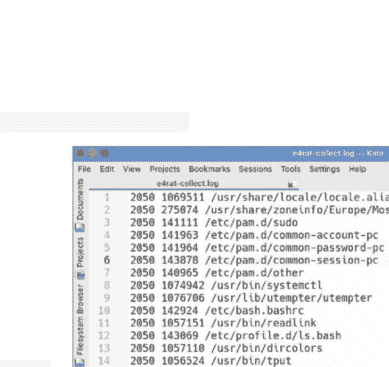 e4rat-collect.log — Kate
File Edit View Projects Bookmarks Sessions Tools Settings Help
e4rat-collect.log
Documents
Projects
Filesystem Browser
1 2050 1069511 /usr/share/locale/locale.alia
2 2050 275074 /usr/share/zoneinfo/Europe/Mos
3 2050 141111 /etc/pam.d/sudo
4 2050 141963 /etc/pam.d/common-account-pc
5 2050 141964 /etc/pam.d/common-password-pc
6 2050 143878 /etc/pam.d/common-session-pc
7 2050 140965 /etc/pam.d/other
8 2050 1074942 /usr/bin/systemctl
9 2050 1076706 /usr/lib/utempter/utempter
10 2050 142924 /etc/bash.bashrc
11 2050 1057151 /usr/bin/readlink
12 2050 143069 /etc/profile.d/ls.bash
13 2050 1057110 /usr/bin/dircolors
14 2050 1056524 /usr/bin/tput